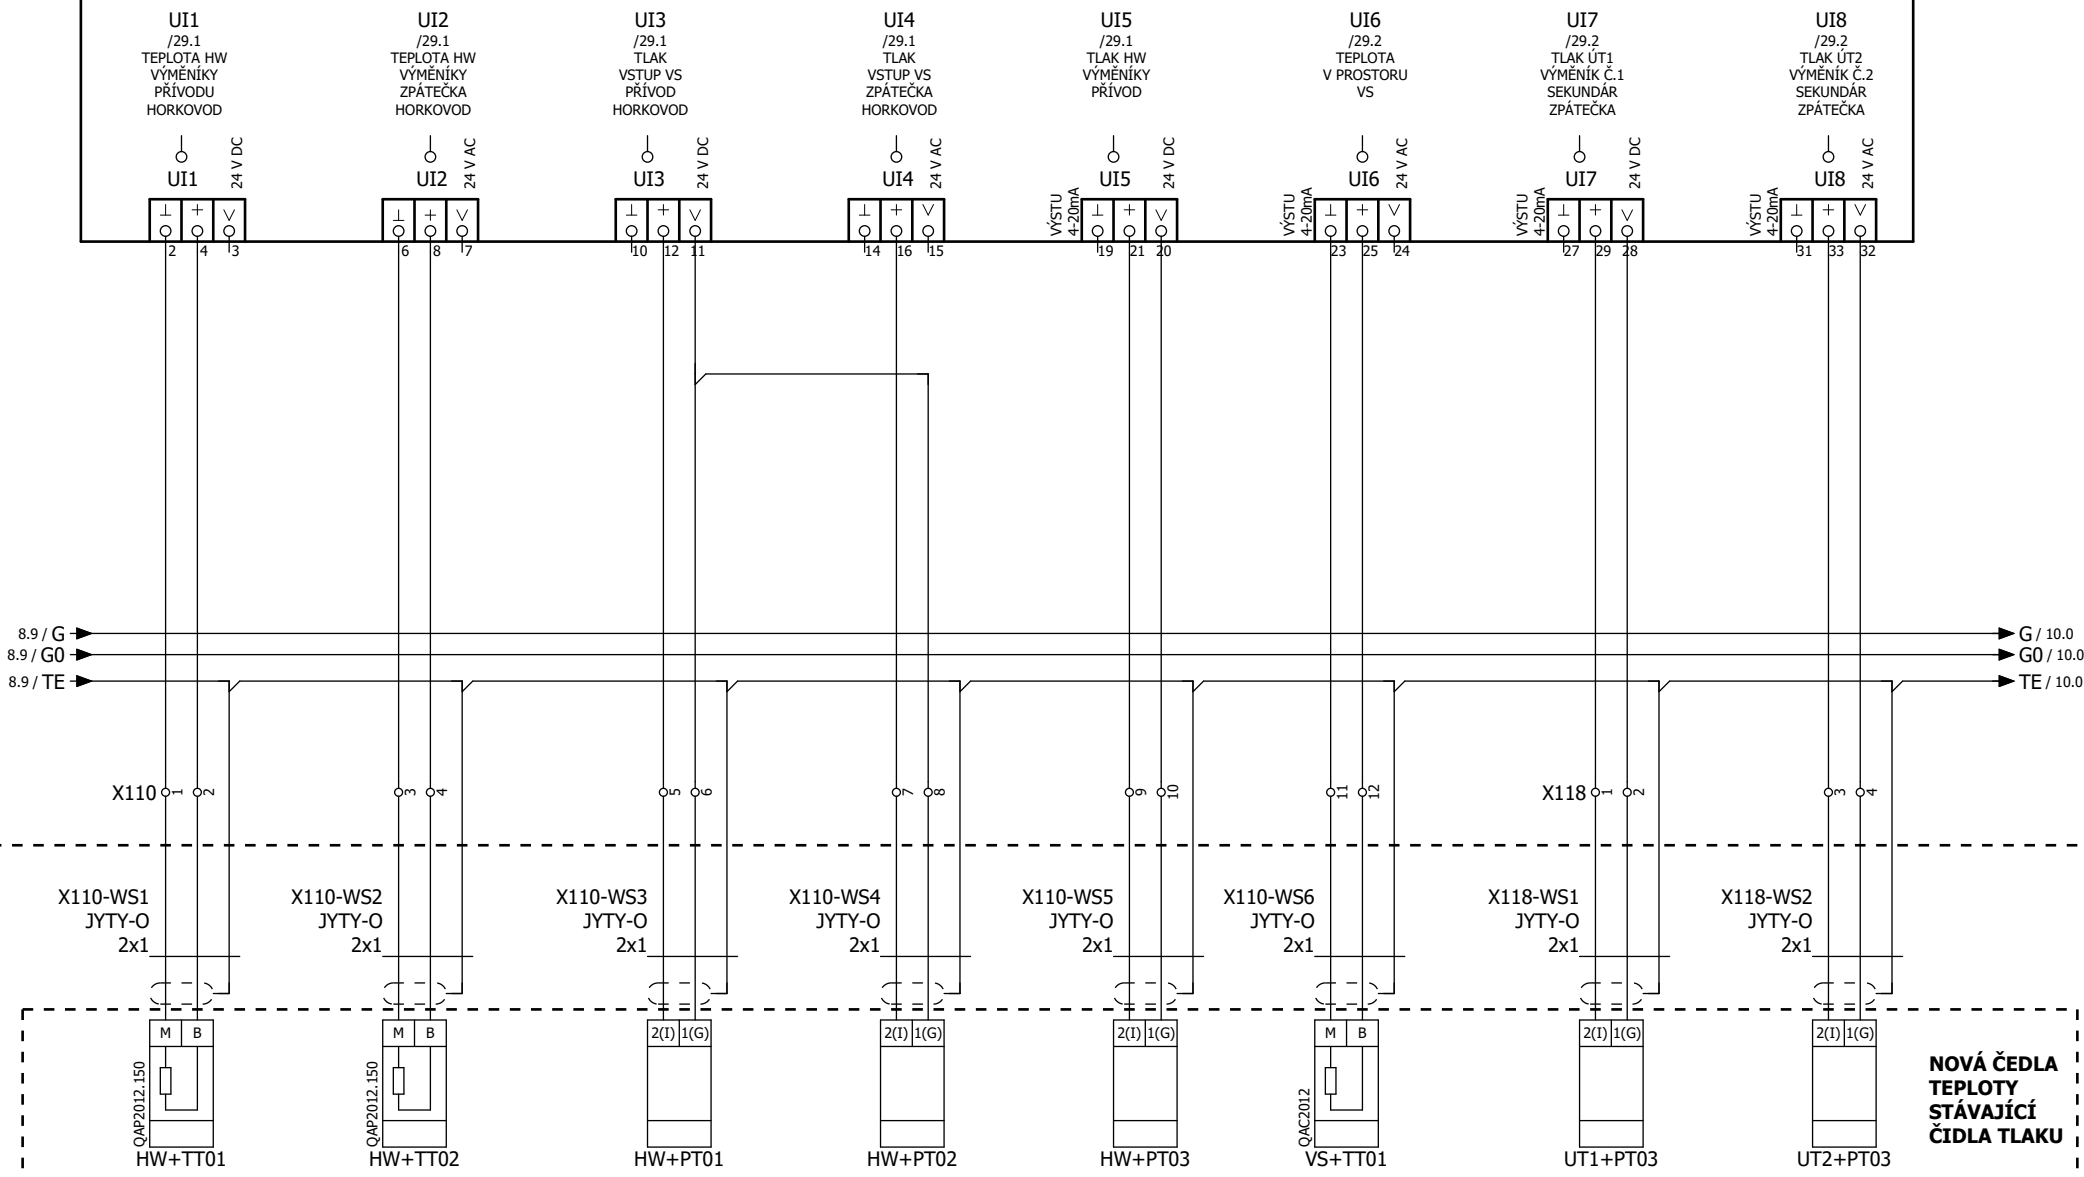 UI1
/29.1
TEPLOTA HW
VÝMĚNÍKY
PŘÍVODU
HORKOVOD
UI2
/29.1
TEPLOTA HW
VÝMĚNÍKY
ZPÁTEČKA
HORKOVOD
UI3
/29.1
TLAK
VSTUP VS
PŘÍVOD
HORKOVOD
UI4
/29.1
TLAK
VSTUP VS
ZPÁTEČKA
HORKOVOD
UI5
/29.1
TLAK HW
VÝMĚNÍKY
PŘÍVOD
UI6
/29.2
TEPLOTA
V PROSTORU
VS
UI7
/29.2
TLAK ÚT1
VÝMĚNÍK Č.1
SEKUNDÁR
ZPÁTEČKA
UI8
/29.2
TLAK ÚT2
VÝMĚNÍK Č.2
SEKUNDÁR
ZPÁTEČKA
UI1
24 V DC
UI2
24 V AC
UI3
24 V DC
UI4
24 V AC
VÝSTU
4-20mA
UI5
24 V DC
VÝSTU
4-20mA
UI6
24 V AC
VÝSTU
4-20mA
UI7
24 V DC
VÝSTU
4-20mA
UI8
24 V AC
⊥ + <
⊥ + <
⊥ + <
⊥ + <
⊥ + <
⊥ + <
⊥ + <
⊥ + <
2 4 3
6 8 7
10 12 11
14 16 15
19 21 20
23 25 24
27 29 28
31 33 32
8.9 / G
G / 10.0
8.9 / G0
G0 / 10.0
8.9 / TE
TE / 10.0
X110 1 2
3 4
5 6
7 8
9 10
11 12
X118 1 2
3 4
X110-WS1
JYTY-O
2x1
X110-WS2
JYTY-O
2x1
X110-WS3
JYTY-O
2x1
X110-WS4
JYTY-O
2x1
X110-WS5
JYTY-O
2x1
X110-WS6
JYTY-O
2x1
X118-WS1
JYTY-O
2x1
X118-WS2
JYTY-O
2x1
M B
QAP2012.150
HW+TT01
M B
QAP2012.150
HW+TT02
2(I) 1(G)
HW+PT01
2(I) 1(G)
HW+PT02
2(I) 1(G)
HW+PT03
M B
QAC2012
VS+TT01
2(I) 1(G)
UT1+PT03
2(I) 1(G)
UT2+PT03
NOVÁ ČEDLA
TEPLOTY
STÁVAJÍCÍ
ČIDLA TLAKU